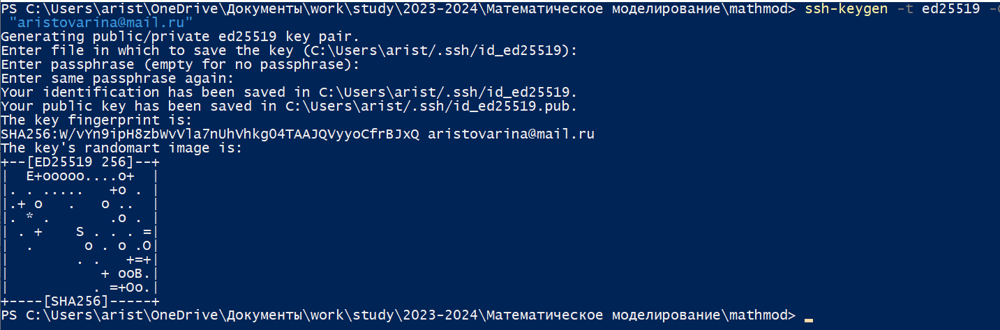 PS C:\Users\arist\OneDrive\Документы\work\study\2023-2024\Математическое моделирование\mathmod> ssh-keygen -t ed25519 -C
 "aristovarina@mail.ru"
Generating public/private ed25519 key pair.
Enter file in which to save the key (C:\Users\arist/.ssh/id_ed25519):
Enter passphrase (empty for no passphrase):
Enter same passphrase again:
Your identification has been saved in C:\Users\arist/.ssh/id_ed25519.
Your public key has been saved in C:\Users\arist/.ssh/id_ed25519.pub.
The key fingerprint is:
SHA256:W/vYn9ipH8zbWvVla7nUhVhkgO4TAAJQVyyoCfrBJxQ aristovarina@mail.ru
The key's randomart image is:
+--[ED25519 256]--+
|  E+ooooo....o+  |
|. . .....   +o . |
|.+ o   .   o ..  |
|. * .       .o . |
| . +    S . . . =|
|  .      o . o .O|
|        . .   +=+|
|           + ooB.|
|          . =+Oo.|
+----[SHA256]-----+
PS C:\Users\arist\OneDrive\Документы\work\study\2023-2024\Математическое моделирование\mathmod>